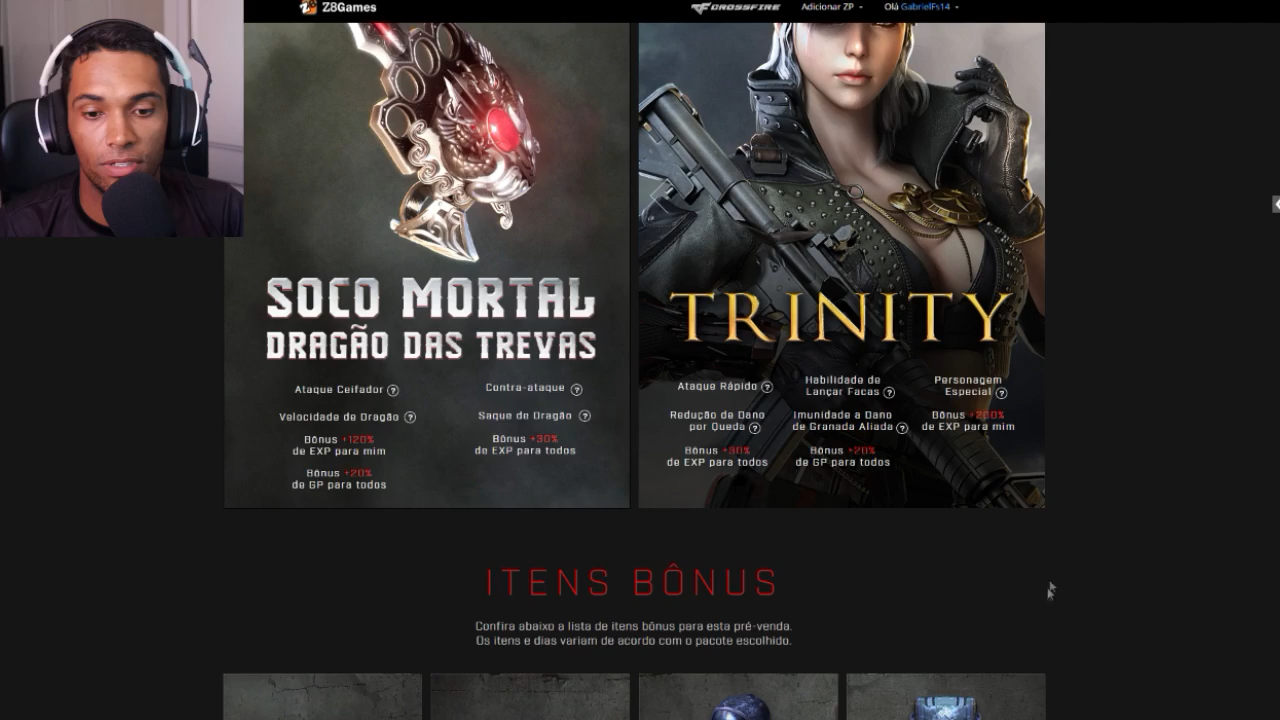 Z8Games
CROSSFIRE
Adicionar ZP
Olá GabrielFs14
SOCO MORTAL
DRAGÃO DAS TREVAS
Ataque Ceifador ?
Contra-ataque ?
Velocidade de Dragão ?
Saque de Dragão ?
Bônus +120%
de EXP para mim
Bônus +30%
de EXP para todos
Bônus +20%
de GP para todos
TRINITY
Ataque Rápido ?
Habilidade de
Lançar Facas ?
Personagem
Especial ?
Redução de Dano
por Queda ?
Imunidade a Dano
de Granada Aliada ?
Bônus +200%
de EXP para mim
Bônus +30%
de EXP para todos
Bônus +20%
de GP para todos
ITENS BÔNUS
Confira abaixo a lista de itens bônus para esta pré-venda.
Os itens e dias variam de acordo com o pacote escolhido.